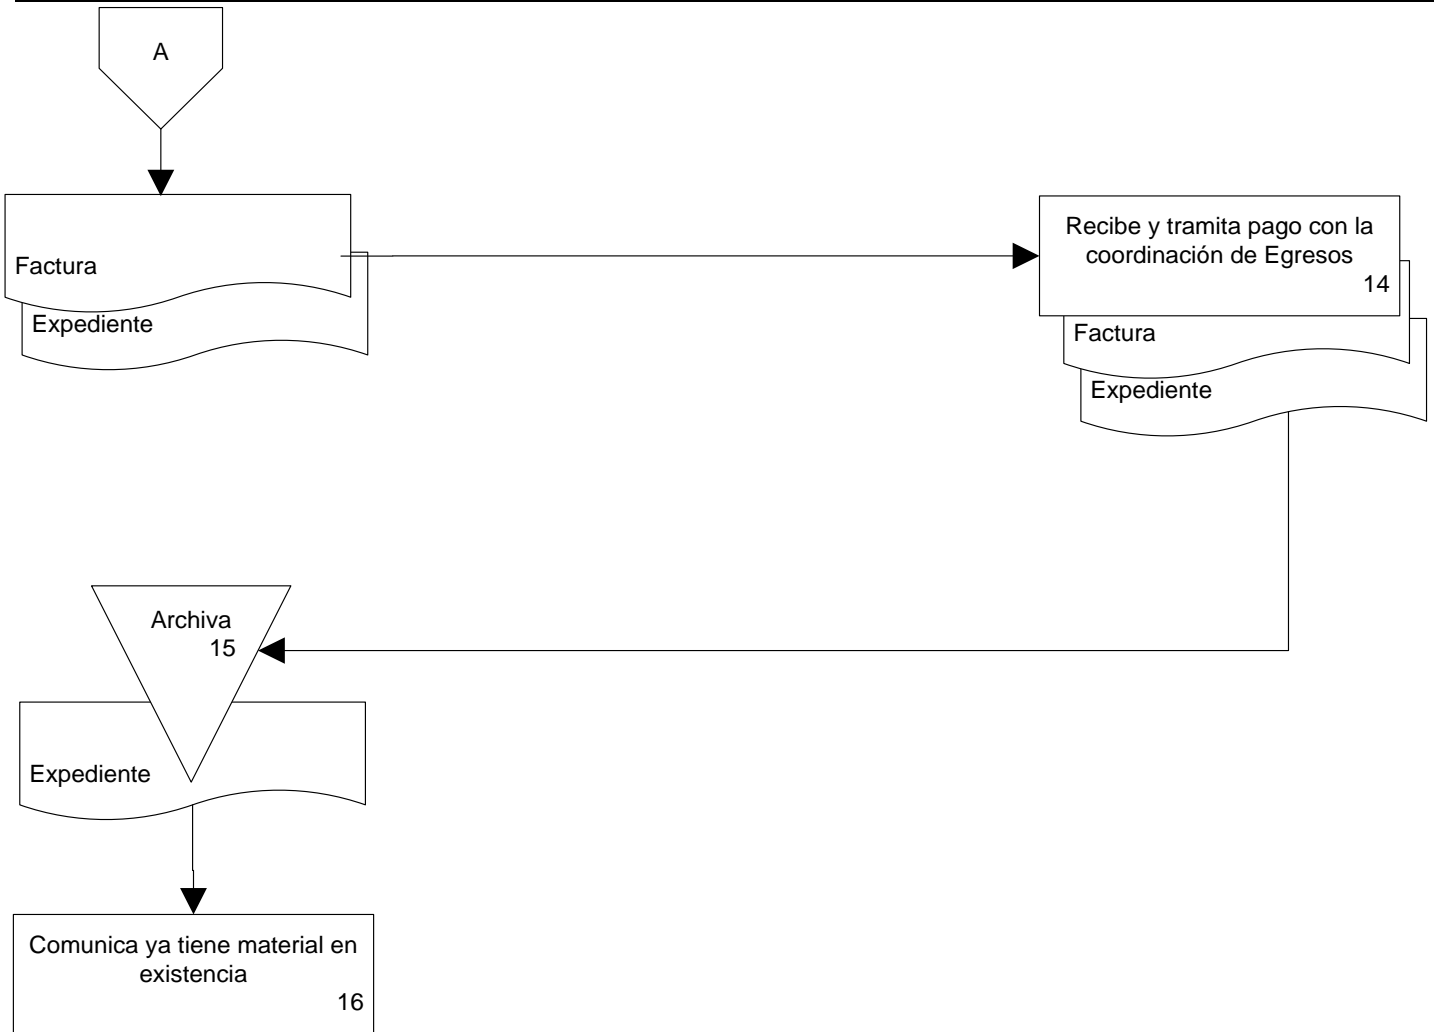 A
Factura
Expediente
Recibe y tramita pago con la
coordinación de Egresos
14
Factura
Expediente
Archiva
15
Expediente
Comunica ya tiene material en
existencia
16